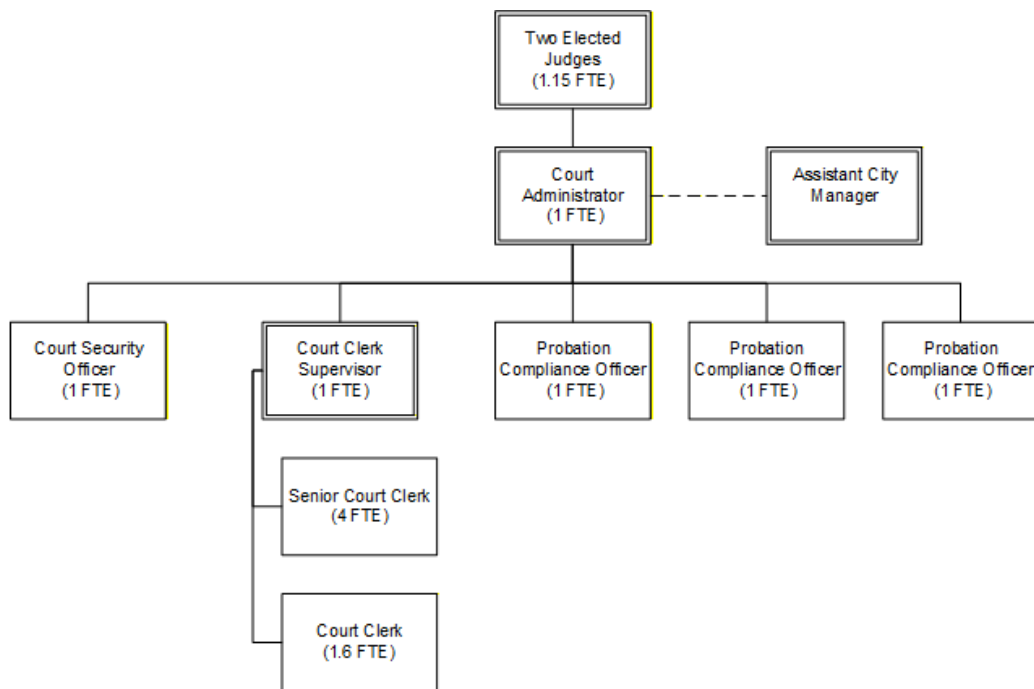 Two Elected
Judges
(1.15 FTE)
Court
Administrator
(1 FTE)
Assistant City
Manager
Court Security
Officer
(1 FTE)
Court Clerk
Supervisor
(1 FTE)
Probation
Compliance Officer
(1 FTE)
Probation
Compliance Officer
(1 FTE)
Probation
Compliance Officer
(1 FTE)
Senior Court Clerk
(4 FTE)
Court Clerk
(1.6 FTE)